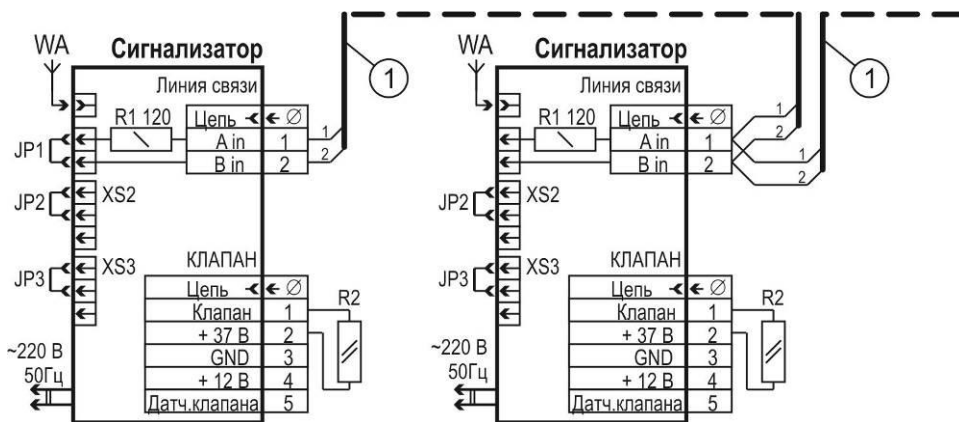 WA
Сигнализатор
Линия связи
R1 120
Цепь
∅
A in
1
1
B in
2
2
JP1
JP2
XS2
JP3
XS3
КЛАПАН
Цепь
∅
Клапан
1
+ 37 В
2
GND
3
+ 12 В
4
Датч.клапана
5
R2
~220 В
50Гц
1
WA
Сигнализатор
Линия связи
R1 120
Цепь
∅
A in
1
B in
2
1
2
1
2
JP2
XS2
JP3
XS3
КЛАПАН
Цепь
∅
Клапан
1
+ 37 В
2
GND
3
+ 12 В
4
Датч.клапана
5
R2
~220 В
50Гц
1